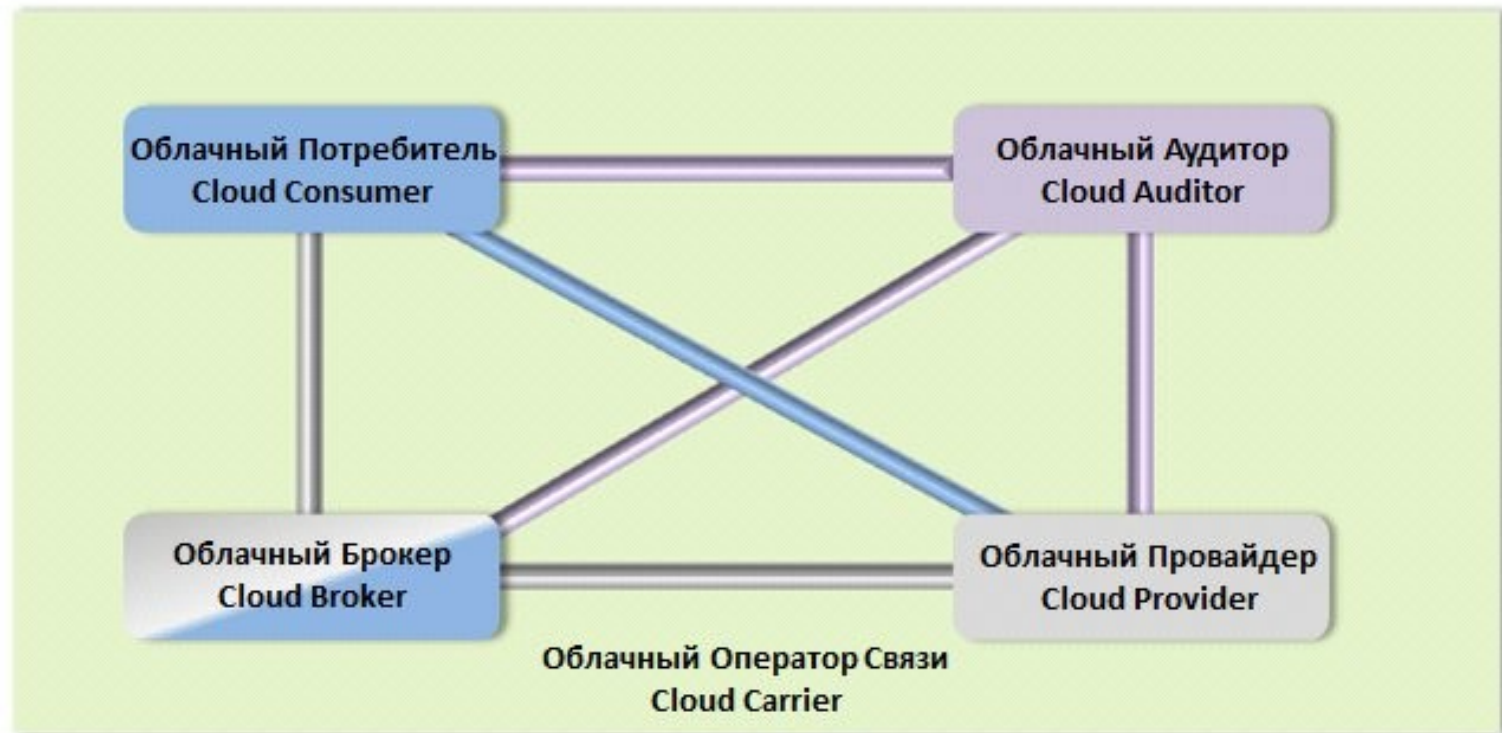 Облачный Потребитель
Cloud Consumer
Облачный Аудитор
Cloud Auditor
Облачный Брокер
Cloud Broker
Облачный Провайдер
Cloud Provider
Облачный Оператор Связи
Cloud Carrier